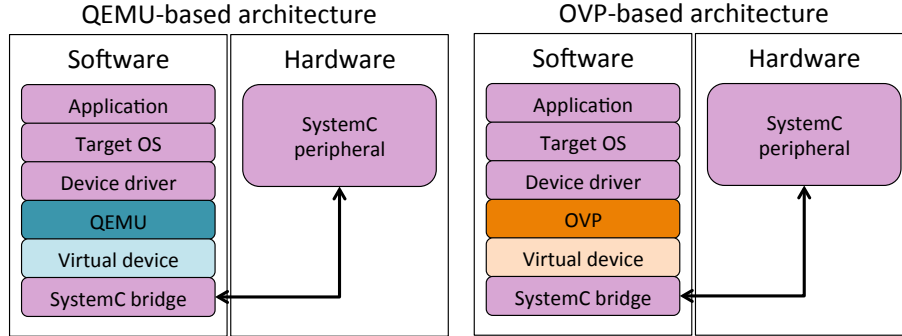 QEMU-based architecture
Software
Hardware
Application
Target OS
Device driver
QEMU
Virtual device
SystemC bridge
SystemC
peripheral
OVP-based architecture
Software
Hardware
Application
Target OS
Device driver
OVP
Virtual device
SystemC bridge
SystemC
peripheral